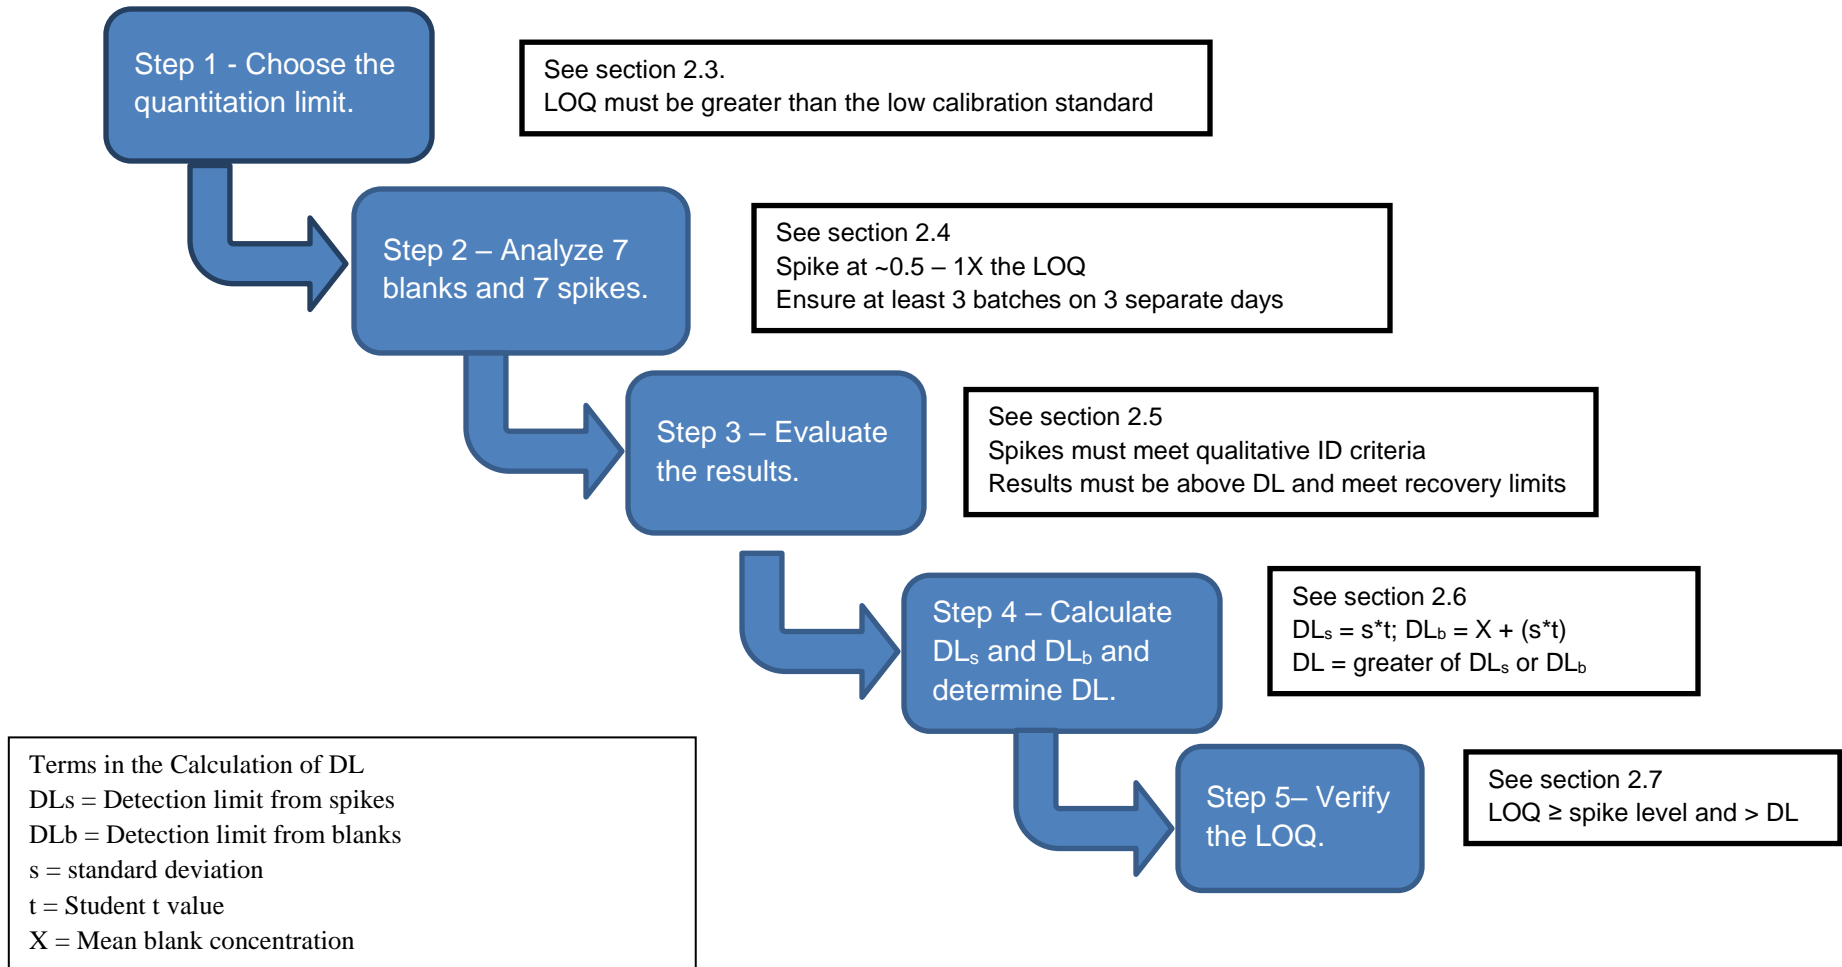 Step 1 - Choose the
quantitation limit.
See section 2.3.
LOQ must be greater than the low calibration standard
Step 2 – Analyze 7
blanks and 7 spikes.
See section 2.4
Spike at ~0.5 – 1X the LOQ
Ensure at least 3 batches on 3 separate days
Step 3 – Evaluate
the results.
See section 2.5
Spikes must meet qualitative ID criteria
Results must be above DL and meet recovery limits
Step 4 – Calculate
DLs and DLb and
determine DL.
See section 2.6
DLs = s*t; DLb = X + (s*t)
DL = greater of DLs or DLb
Step 5– Verify
the LOQ.
See section 2.7
LOQ ≥ spike level and > DL
Terms in the Calculation of DL
DLs = Detection limit from spikes
DLb = Detection limit from blanks
s = standard deviation
t = Student t value
X = Mean blank concentration